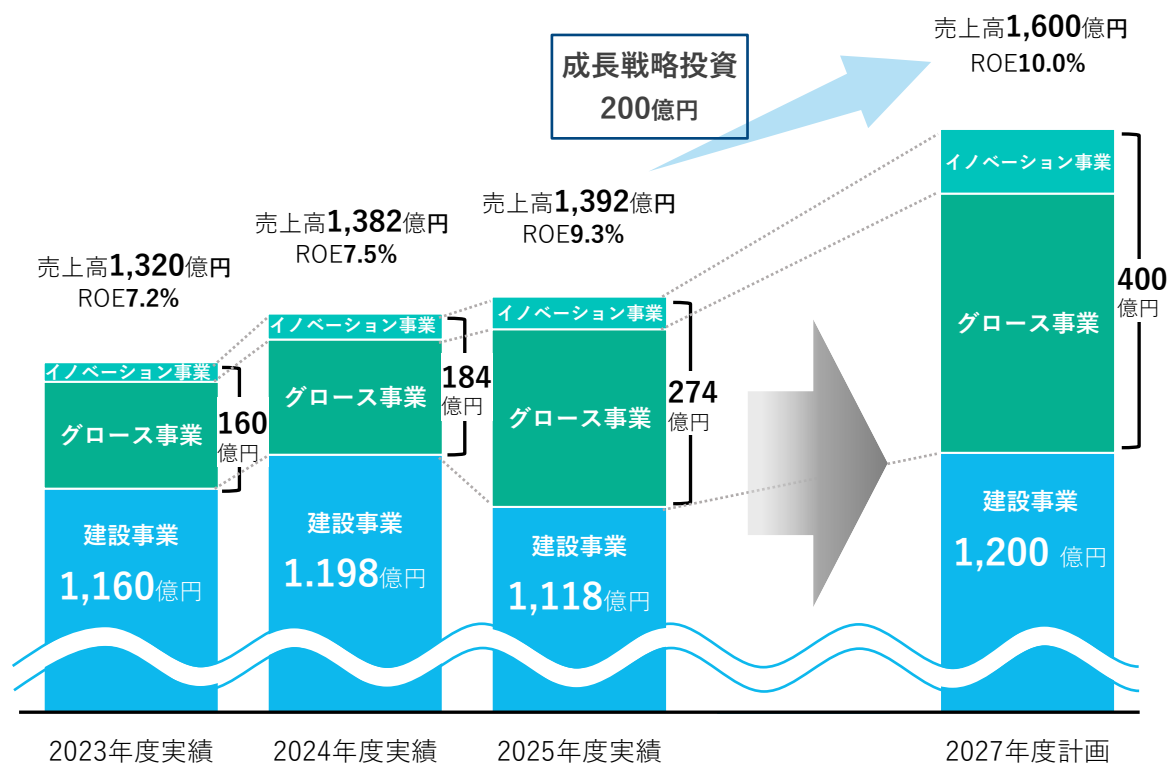 売上高1,600億円
ROE10.0%
成長戦略投資
200億円
売上高1,392億円
ROE9.3%
売上高1,382億円
ROE7.5%
売上高1,320億円
ROE7.2%
イノベーション事業
グロース事業
160
億円
建設事業
1,160億円
イノベーション事業
グロース事業
184
億円
建設事業
1.198億円
イノベーション事業
グロース事業
274
億円
建設事業
1,118億円
イノベーション事業
グロース事業
400
億円
建設事業
1,200 億円
2023年度実績
2024年度実績
2025年度実績
2027年度計画